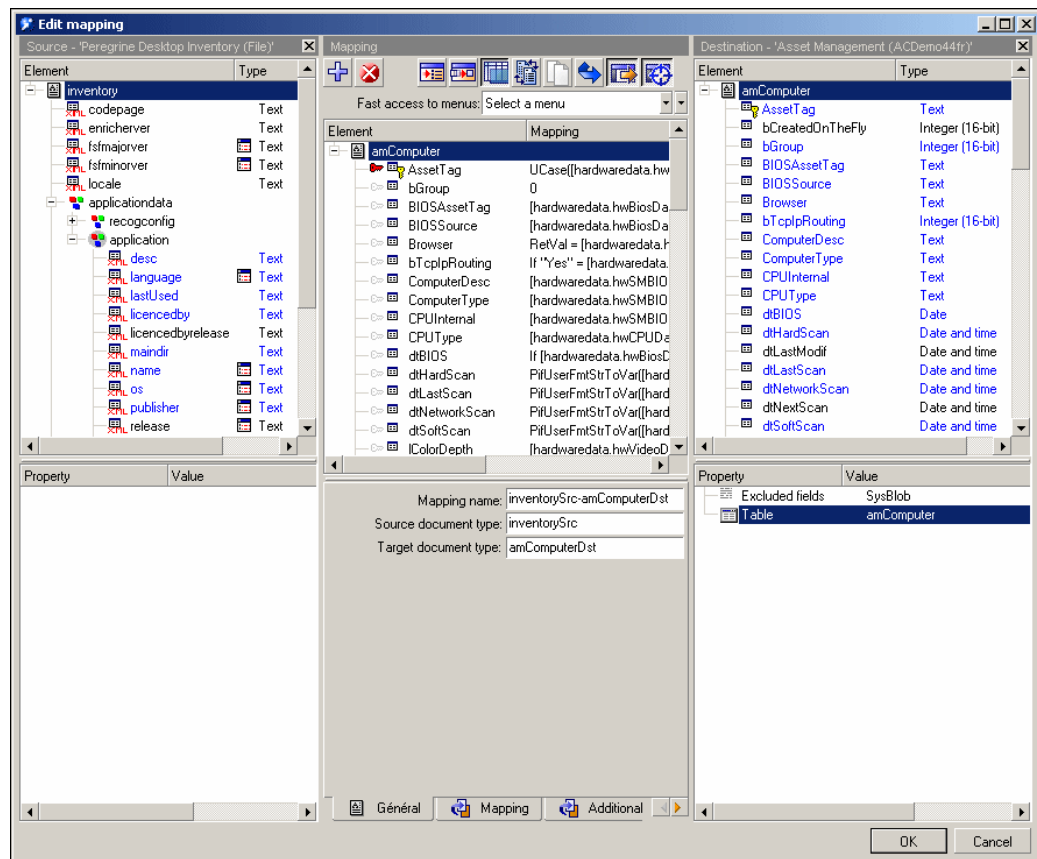 Edit mapping
Source - 'Peregrine Desktop Inventory (File)'
Element Type
inventory
codepage Text
enricherver Text
fsfmajorver Text
fsfminorver Text
locale Text
applicationdata
recogconfig
application
desc Text
language Text
lastUsed Text
licencedby Text
licencedbyrelease Text
maindir Text
name Text
os Text
publisher Text
release Text
Property Value
Mapping
Fast access to menus: Select a menu
Element Mapping
amComputer
AssetTag UCase([hardwaredata.hw
bGroup 0
BIOSAssetTag [hardwaredata.hwBiosDa
BIOSSource [hardwaredata.hwBiosDa
Browser RetVal = [hardwaredata.h
bTcpIpRouting If "Yes" = [hardwaredata.
ComputerDesc [hardwaredata.hwSMBIO
ComputerType [hardwaredata.hwSMBIO
CPUInternal [hardwaredata.hwSMBIO
CPUType [hardwaredata.hwCPUDa
dtBIOS If [hardwaredata.hwBiosD
dtHardScan PifUserFmtStrToVar([hard
dtLastScan PifUserFmtStrToVar([hard
dtNetworkScan PifUserFmtStrToVar([hard
dtSoftScan PifUserFmtStrToVar([hard
lColorDepth [hardwaredata.hwVideoD
Mapping name: inventorySrc-amComputerDst
Source document type: inventorySrc
Target document type: amComputerDst
Général Mapping Additional
Destination - 'Asset Management (ACDemo44fr)'
Element Type
amComputer
AssetTag Text
bCreatedOnTheFly Integer (16-bit)
bGroup Integer (16-bit)
BIOSAssetTag Text
BIOSSource Text
Browser Text
bTcpIpRouting Integer (16-bit)
ComputerDesc Text
ComputerType Text
CPUInternal Text
CPUType Text
dtBIOS Date
dtHardScan Date and time
dtLastModif Date and time
dtLastScan Date and time
dtNetworkScan Date and time
dtNextScan Date and time
dtSoftScan Date and time
Property Value
Excluded fields SysBlob
Table amComputer
OK Cancel